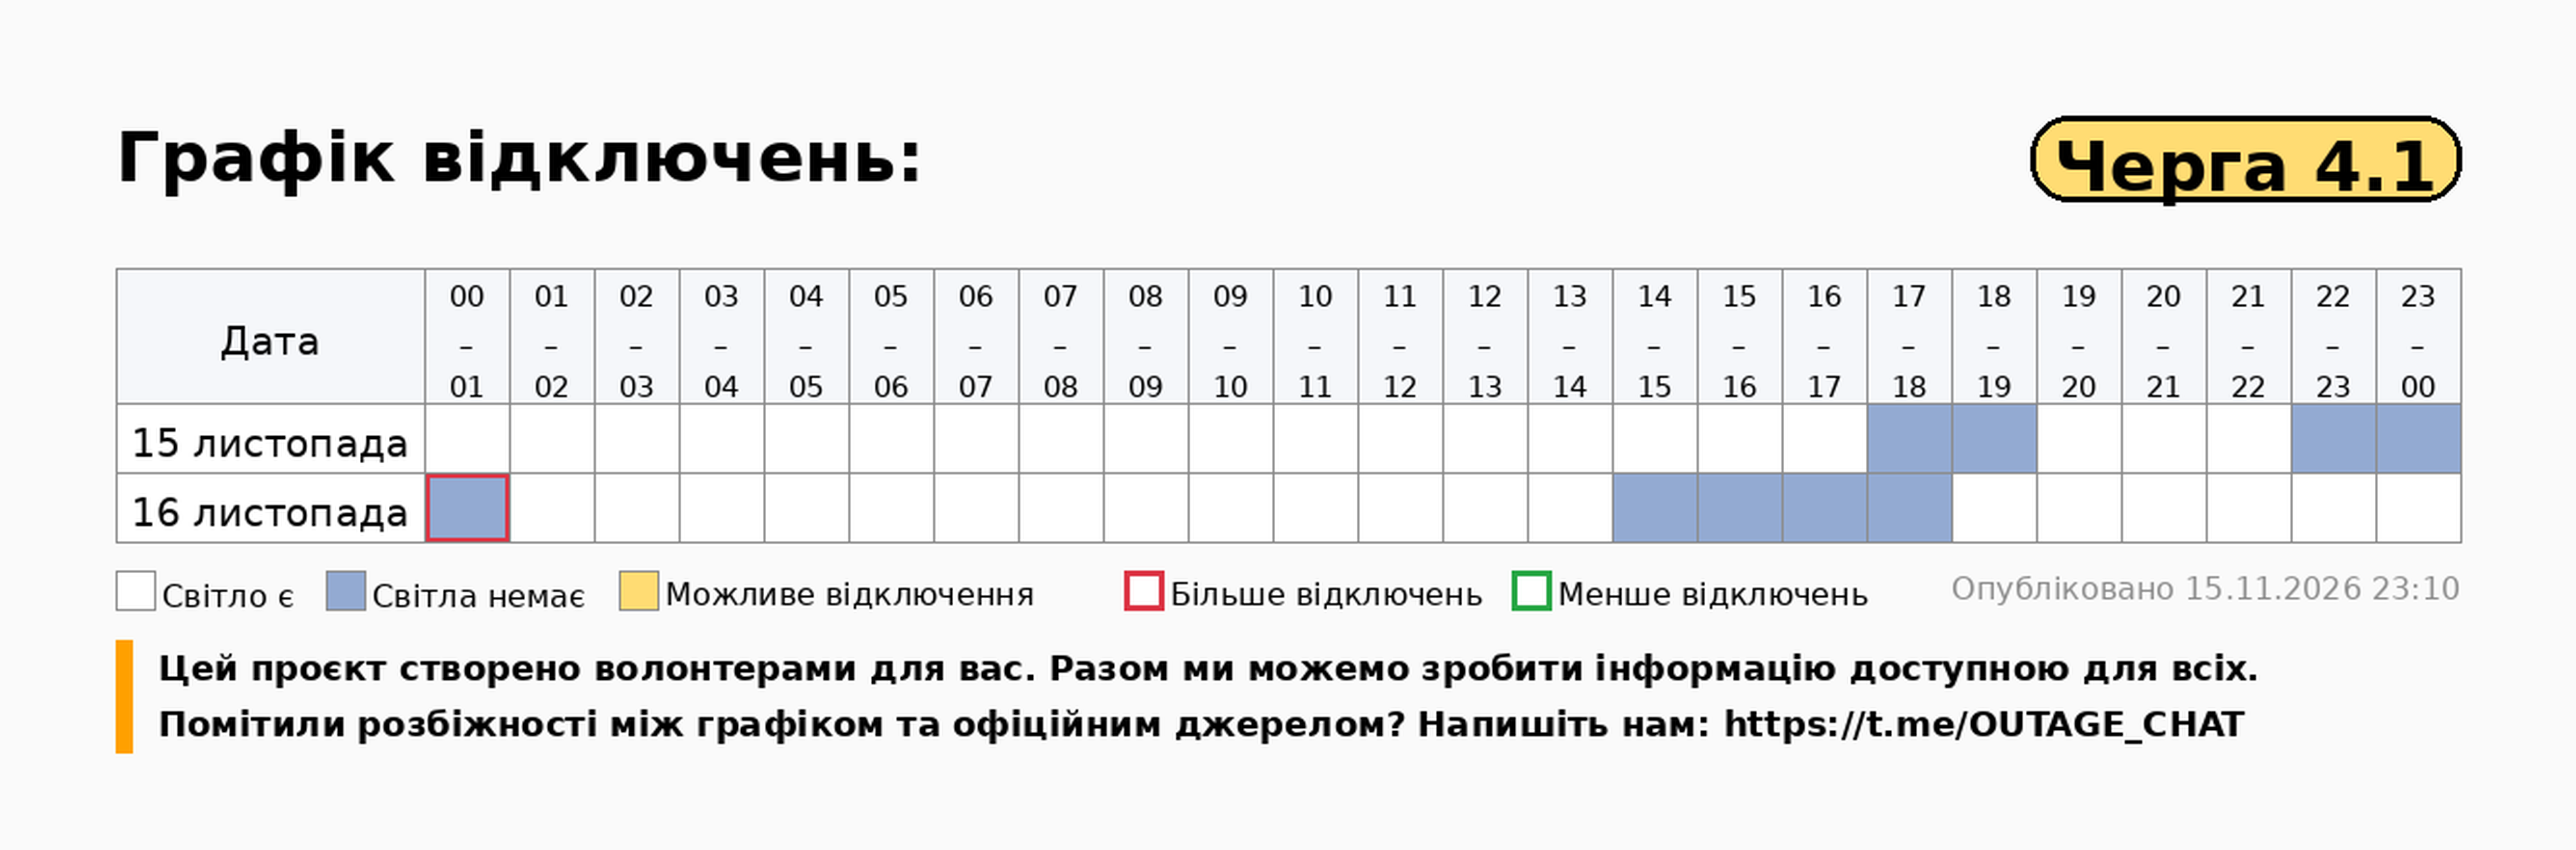 Графік відключень:
Черга 4.1
Дата
00 – 01
01 – 02
02 – 03
03 – 04
04 – 05
05 – 06
06 – 07
07 – 08
08 – 09
09 – 10
10 – 11
11 – 12
12 – 13
13 – 14
14 – 15
15 – 16
16 – 17
17 – 18
18 – 19
19 – 20
20 – 21
21 – 22
22 – 23
23 – 00
15 листопада
16 листопада
Світло є
Світла немає
Можливе відключення
Більше відключень
Менше відключень
Опубліковано 15.11.2026 23:10
Цей проєкт створено волонтерами для вас. Разом ми можемо зробити інформацію доступною для всіх.
Помітили розбіжності між графіком та офіційним джерелом? Напишіть нам: https://t.me/OUTAGE_CHAT